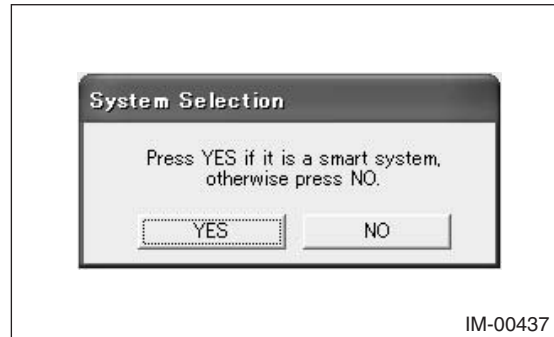 System Selection
Press YES if it is a smart system,
otherwise press NO.
YES NO
IM-00437